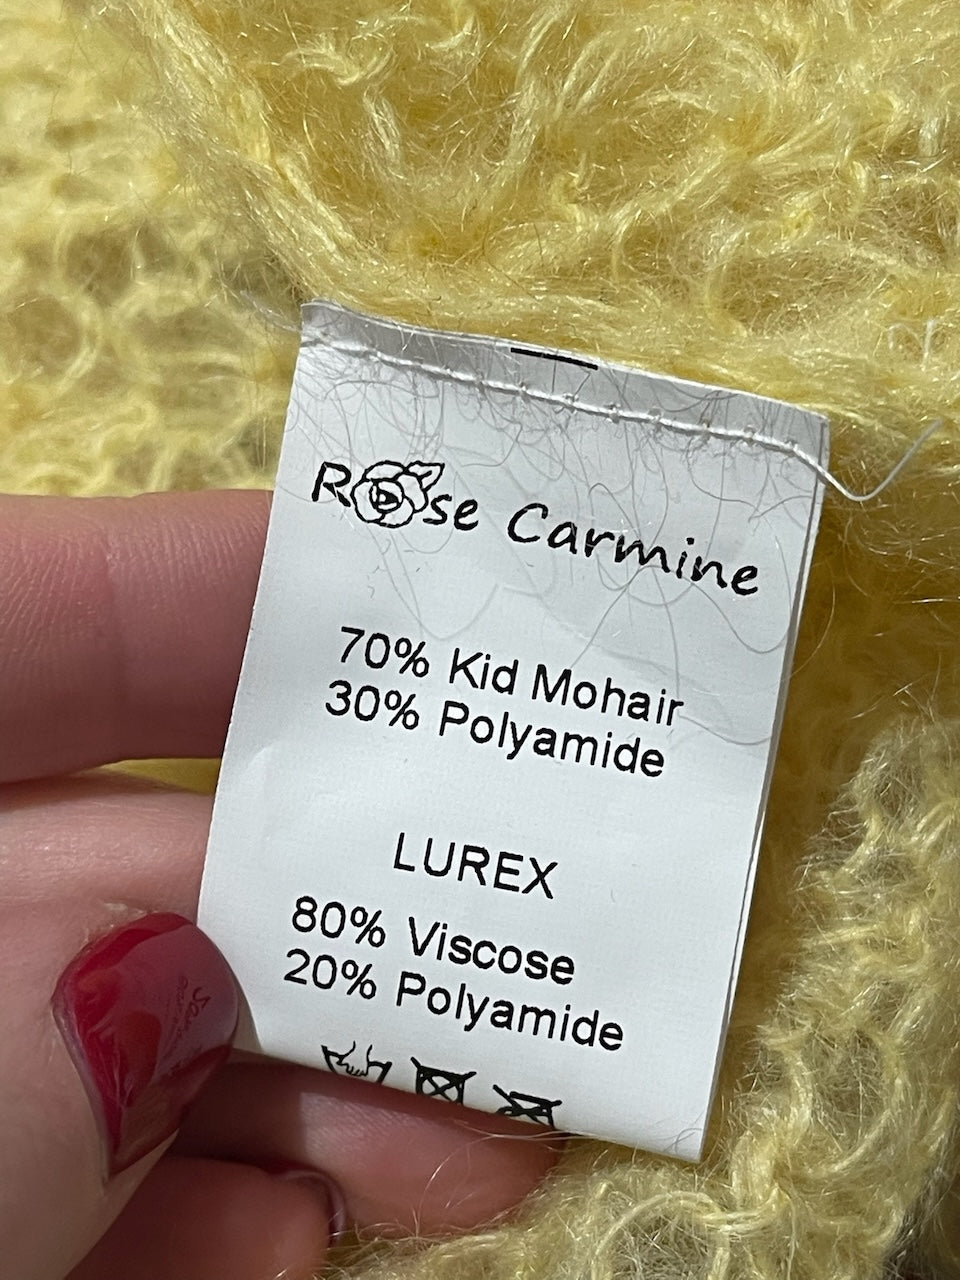 Rose Carmine
70% Kid Mohair
30% Polyamide
LUREX
80% Viscose
20% Polyamide